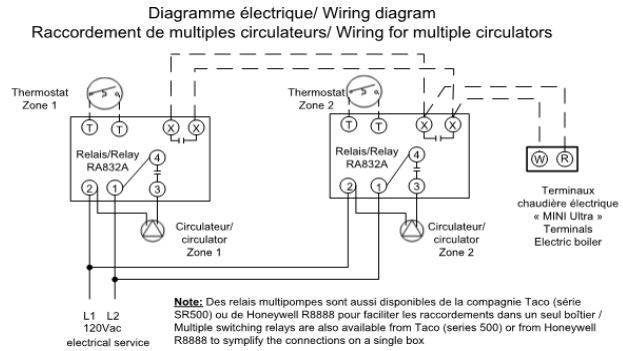 Diagramme électrique/ Wiring diagram
Raccordement de multiples circulateurs/ Wiring for multiple circulators
Thermostat
Zone 1
T T X X
Relais/Relay
RA832A
4
2 1 3
Circulateur/
circulator
Zone 1
Thermostat
Zone 2
T T X X
Relais/Relay
RA832A
4
2 1 3
Circulateur/
circulator
Zone 2
W R
Terminaux
chaudière électrique
« MINI Ultra »
Terminals
Electric boiler
L1 L2
120Vac
electrical service
Note: Des relais multipompes sont aussi disponibles de la compagnie Taco (série
SR500) ou de Honeywell R8888 pour faciliter les raccordements dans un seul boîtier /
Multiple switching relays are also available from Taco (series 500) or from Honeywell
R8888 to symplify the connections on a single box